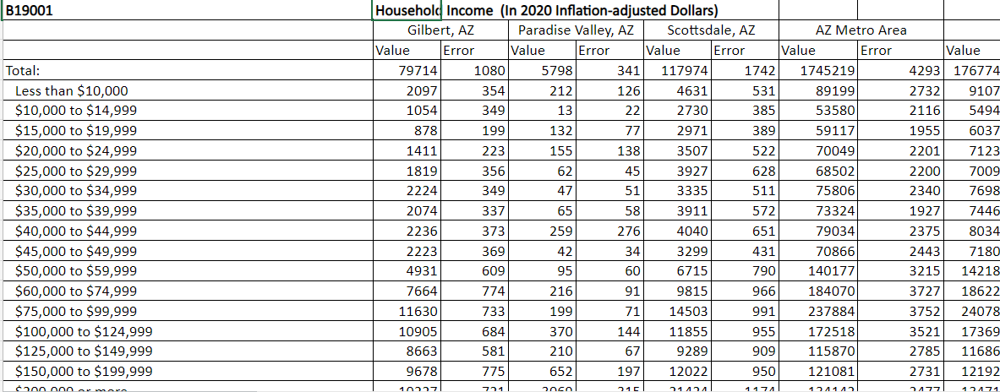 B19001 Household Income (In 2020 Inflation-adjusted Dollars)
Gilbert, AZ Paradise Valley, AZ Scottsdale, AZ AZ Metro Area
Value Error Value Error Value Error Value Error Value
Total: 79714 1080 5798 341 117974 1742 1745219 4293 176774
Less than $10,000 2097 354 212 126 4631 531 89199 2732 9107
$10,000 to $14,999 1054 349 13 22 2730 385 53580 2116 5494
$15,000 to $19,999 878 199 132 77 2971 389 59117 1955 6037
$20,000 to $24,999 1411 223 155 138 3507 522 70049 2201 7123
$25,000 to $29,999 1819 356 62 45 3927 628 68502 2200 7009
$30,000 to $34,999 2224 349 47 51 3335 511 75806 2340 7698
$35,000 to $39,999 2074 337 65 58 3911 572 73324 1927 7446
$40,000 to $44,999 2236 373 259 276 4040 651 79034 2375 8034
$45,000 to $49,999 2223 369 42 34 3299 431 70866 2443 7180
$50,000 to $59,999 4931 609 95 60 6715 790 140177 3215 14218
$60,000 to $74,999 7664 774 216 91 9815 966 184070 3727 18622
$75,000 to $99,999 11630 733 199 71 14503 991 237884 3752 24078
$100,000 to $124,999 10905 684 370 144 11855 955 172518 3521 17369
$125,000 to $149,999 8663 581 210 67 9289 909 115870 2785 11686
$150,000 to $199,999 9678 775 652 197 12022 950 121081 2731 12192
$200,000 or more